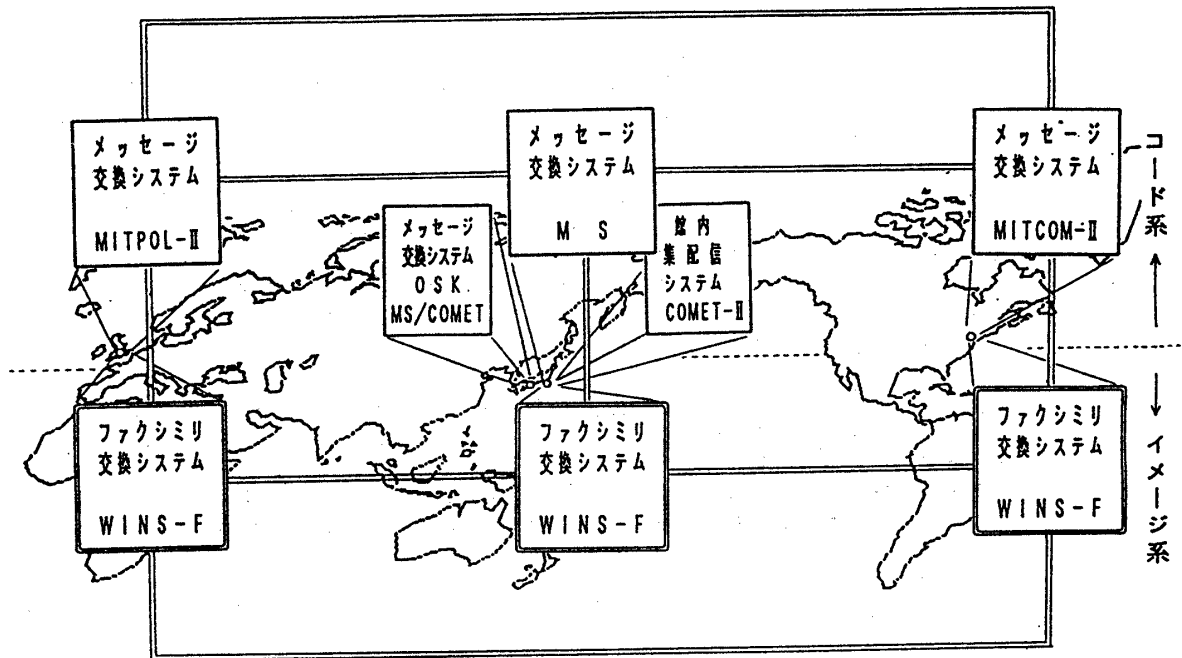 メッセージ
交換システム
MITPOL-Ⅱ
メッセージ
交換システム
M S
メッセージ
交換システム
MITCOM-Ⅱ
メッセージ
交換システム
OSK
MS/COMET
館内
集配信
システム
COMET-Ⅱ
コード系
イメージ系
ファクシミリ
交換システム
WINS-F
ファクシミリ
交換システム
WINS-F
ファクシミリ
交換システム
WINS-F